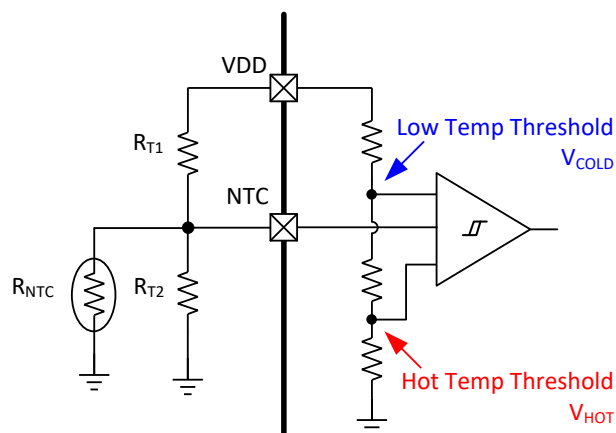 VDD
R_T1
Low Temp Threshold
V_COLD
NTC
R_NTC
R_T2
Hot Temp Threshold
V_HOT